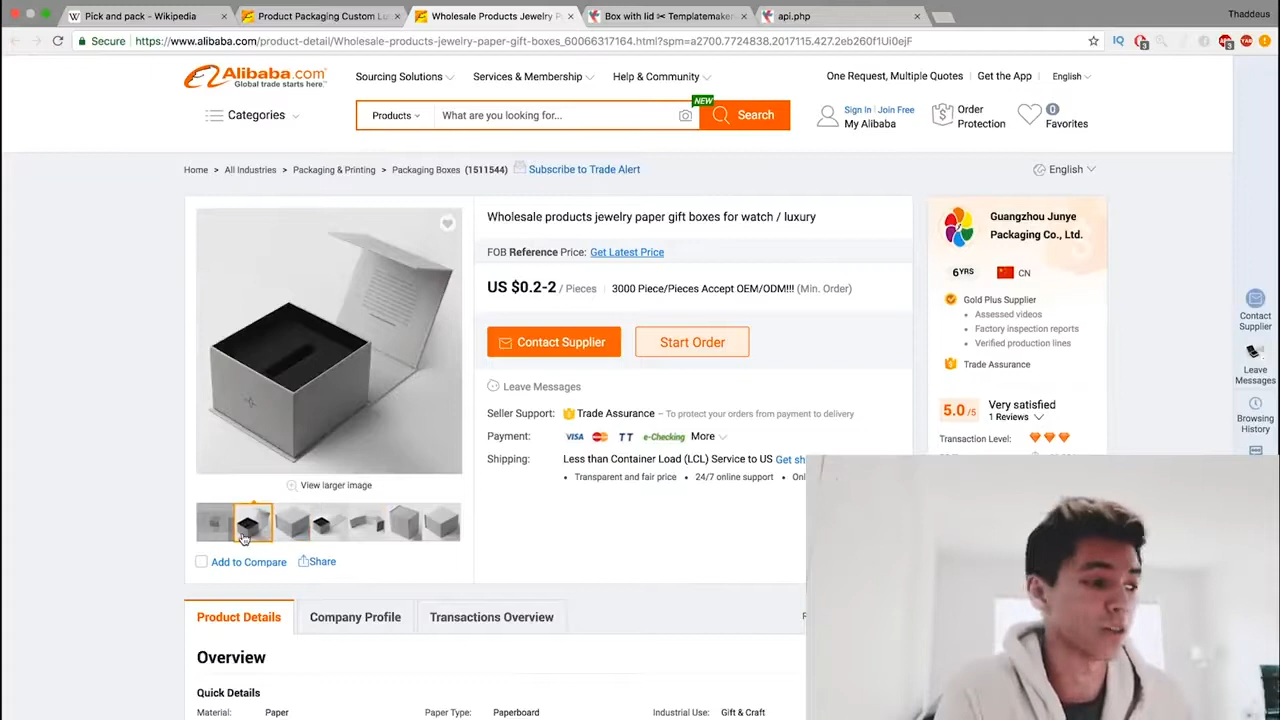 Pick and pack - Wikipedia
Product Packaging Custom Lu
Wholesale Products Jewelry P
Box with lid ✂ Templatemaker
api.php
Thaddeus
Secure
https://www.alibaba.com/product-detail/Wholesale-products-jewelry-paper-gift-boxes_60066317164.html?spm=a2700.7724838.2017115.427.2eb260f1Ui0ejF
Alibaba.com
Global trade starts here.™
Sourcing Solutions
Services & Membership
Help & Community
One Request, Multiple Quotes
Get the App
English
Categories
Products
What are you looking for...
NEW
Search
Sign In | Join Free
My Alibaba
Order
Protection
0
Favorites
Home > All Industries > Packaging & Printing > Packaging Boxes (1511544)
Subscribe to Trade Alert
English
Wholesale products jewelry paper gift boxes for watch / luxury
FOB Reference Price: Get Latest Price
US $0.2-2 / Pieces | 3000 Piece/Pieces Accept OEM/ODM!!! (Min. Order)
Contact Supplier
Start Order
Leave Messages
Seller Support: Trade Assurance – To protect your orders from payment to delivery
Payment: VISA TT e-Checking More
Shipping: Less than Container Load (LCL) Service to US Get sh
• Transparent and fair price • 24/7 online support • Onl
View larger image
Add to Compare
Share
Guangzhou Junye
Packaging Co., Ltd.
6YRS
CN
Gold Plus Supplier
• Assessed videos
• Factory inspection reports
• Verified production lines
Trade Assurance
5.0/5
Very satisfied
1 Reviews
Transaction Level:
Contact
Supplier
Leave
Messages
Browsing
History
Product Details
Company Profile
Transactions Overview
Overview
Quick Details
Material: Paper
Paper Type: Paperboard
Industrial Use: Gift & Craft